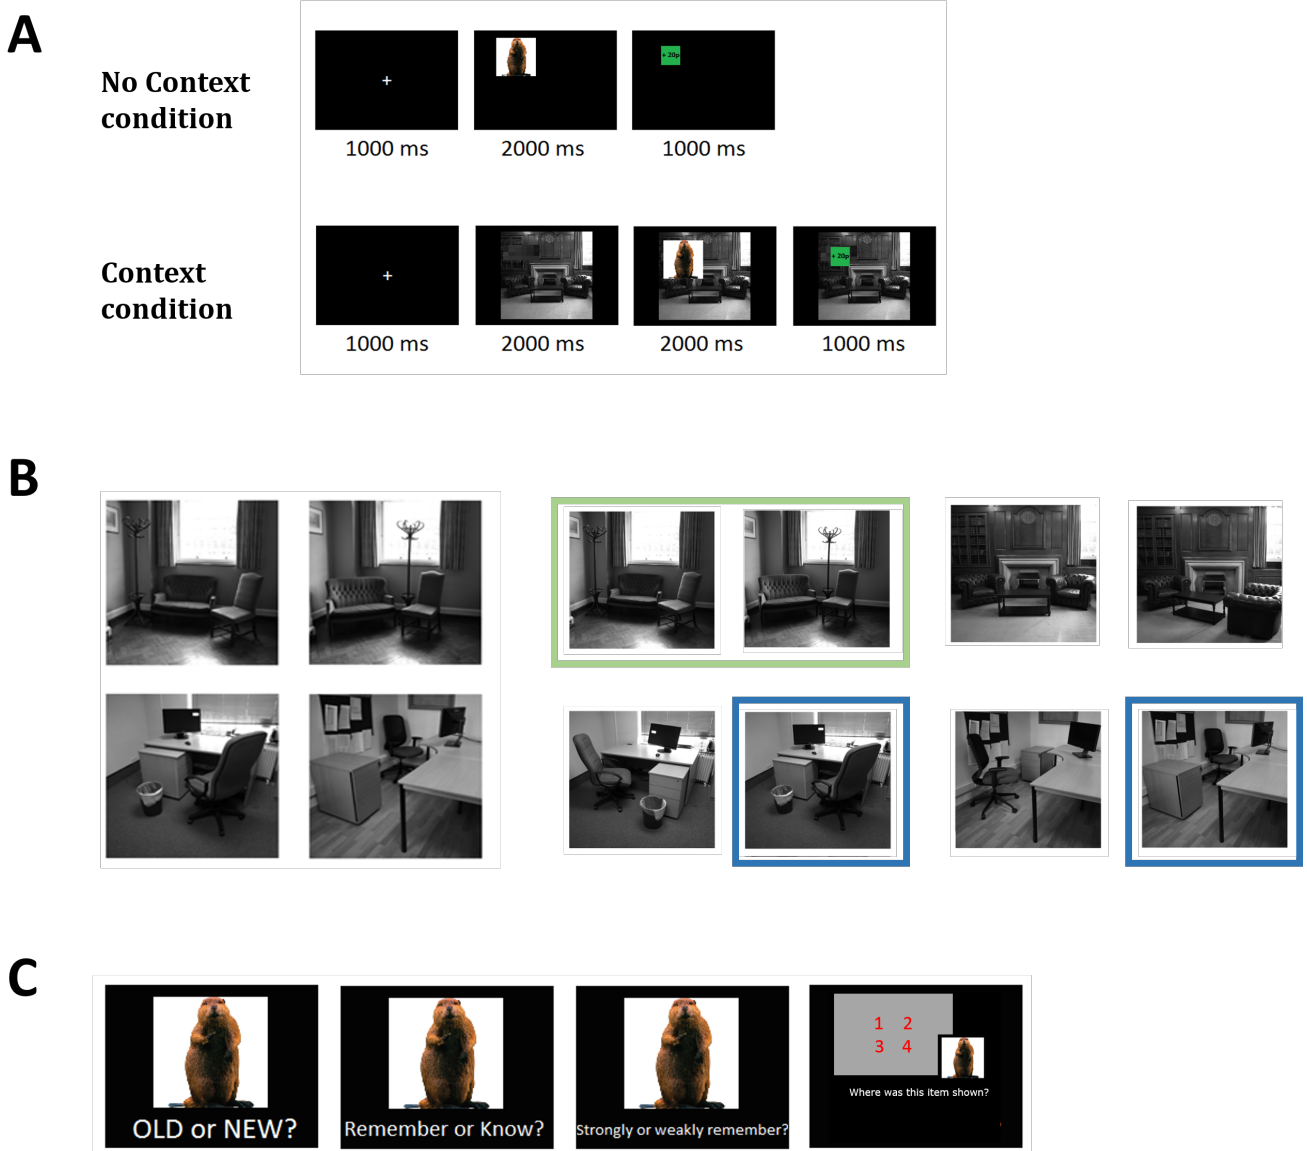 A
No Context
condition
+
+ 20p
1000 ms
2000 ms
1000 ms
Context
condition
+
+ 20p
1000 ms
2000 ms
2000 ms
1000 ms
B
C
OLD or NEW?
Remember or Know?
Strongly or weakly remember?
1 2
3 4
Where was this item shown?